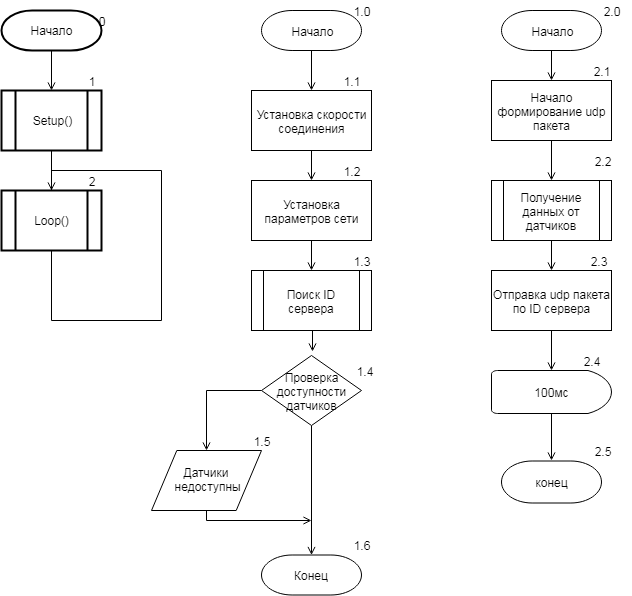 0
Начало
1
Setup()
2
Loop()
1.0
Начало
1.1
Установка скорости
соединения
1.2
Установка
параметров сети
1.3
Поиск ID
сервера
1.4
Проверка
доступности
датчиков
1.5
Датчики
недоступны
1.6
Конец
2.0
Начало
2.1
Начало
формирование udp
пакета
2.2
Получение
данных от
датчиков
2.3
Отправка udp пакета
по ID сервера
2.4
100мс
2.5
конец